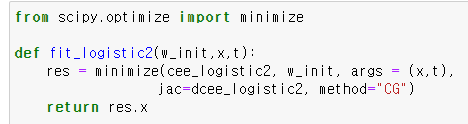 from scipy.optimize import minimize
def fit_logistic2(w_init,x,t):
    res = minimize(cee_logistic2, w_init, args = (x,t),
                   jac=dcee_logistic2, method="CG")
    return res.x